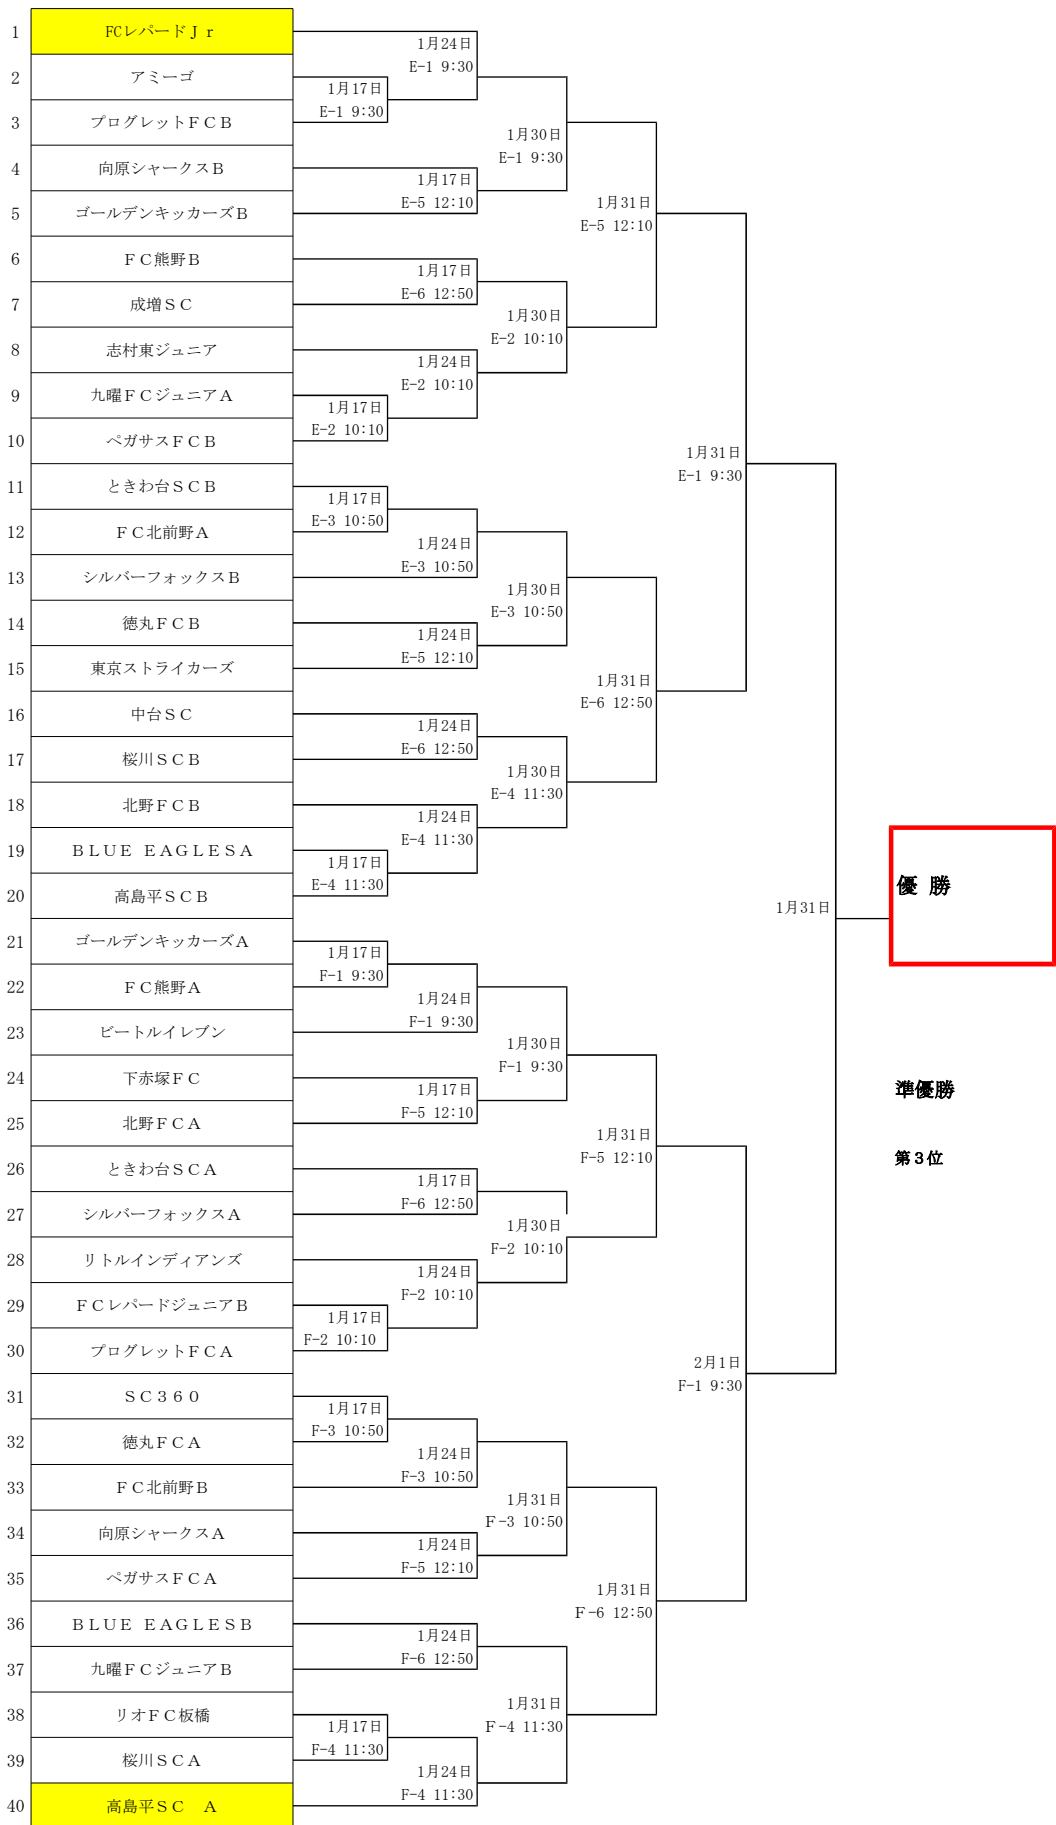 1 FCレパードＪｒ
1月24日
E-1 9:30
2 アミーゴ
1月17日
E-1 9:30
3 プログレットＦＣＢ
1月30日
E-1 9:30
4 向原シャークスＢ
1月17日
E-5 12:10
5 ゴールデンキッカーズＢ
1月31日
E-5 12:10
6 ＦＣ熊野Ｂ
1月17日
E-6 12:50
7 成増ＳＣ
1月30日
E-2 10:10
8 志村東ジュニア
1月24日
E-2 10:10
9 九曜ＦＣジュニアＡ
1月17日
E-2 10:10
10 ペガサスＦＣＢ
1月31日
E-1 9:30
11 ときわ台ＳＣＢ
1月17日
E-3 10:50
12 ＦＣ北前野Ａ
1月24日
E-3 10:50
13 シルバーフォックスＢ
1月30日
E-3 10:50
14 徳丸ＦＣＢ
1月24日
E-5 12:10
15 東京ストライカーズ
1月31日
E-6 12:50
16 中台ＳＣ
1月24日
E-6 12:50
17 桜川ＳＣＢ
1月30日
E-4 11:30
18 北野ＦＣＢ
1月24日
E-4 11:30
19 ＢＬＵＥ ＥＡＧＬＥＳＡ
1月17日
E-4 11:30
20 高島平ＳＣＢ
優 勝
1月31日
21 ゴールデンキッカーズＡ
1月17日
F-1 9:30
22 ＦＣ熊野Ａ
1月24日
F-1 9:30
23 ビートルイレブン
1月30日
F-1 9:30
24 下赤塚ＦＣ
1月17日
F-5 12:10
準優勝
25 北野ＦＣＡ
1月31日
F-5 12:10
第３位
26 ときわ台ＳＣＡ
1月17日
F-6 12:50
27 シルバーフォックスＡ
1月30日
F-2 10:10
28 リトルインディアンズ
1月24日
F-2 10:10
29 ＦＣレパードジュニアＢ
1月17日
F-2 10:10
30 プログレットＦＣＡ
2月1日
F-1 9:30
31 ＳＣ３６０
1月17日
F-3 10:50
32 徳丸ＦＣＡ
1月24日
F-3 10:50
33 ＦＣ北前野Ｂ
1月31日
Ｆ-3 10:50
34 向原シャークスＡ
1月24日
F-5 12:10
35 ペガサスＦＣＡ
1月31日
Ｆ-6 12:50
36 ＢＬＵＥ ＥＡＧＬＥＳＢ
1月24日
F-6 12:50
37 九曜ＦＣジュニアＢ
1月31日
Ｆ-4 11:30
38 リオＦＣ板橋
1月17日
F-4 11:30
39 桜川ＳＣＡ
1月24日
F-4 11:30
40 高島平ＳＣ　Ａ